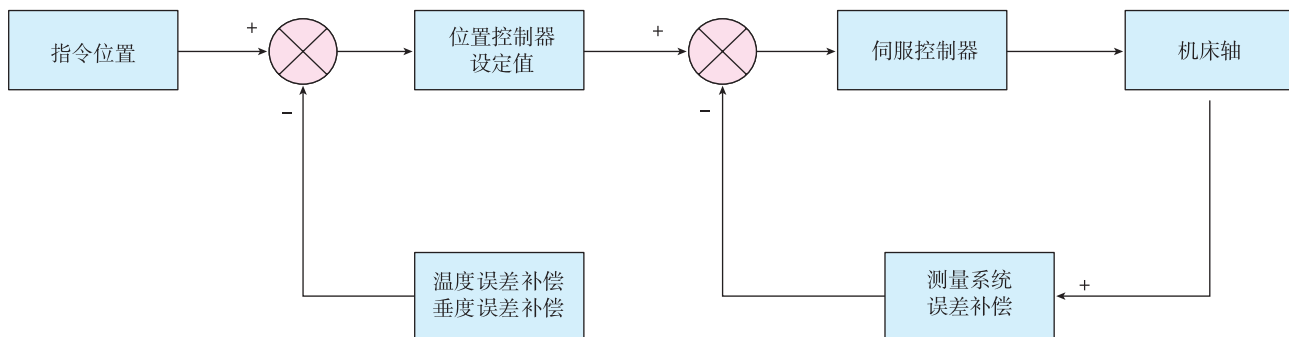 指令位置
+
−
位置控制器
设定值
+
−
伺服控制器
机床轴
温度误差补偿
垂度误差补偿
测量系统
误差补偿
+